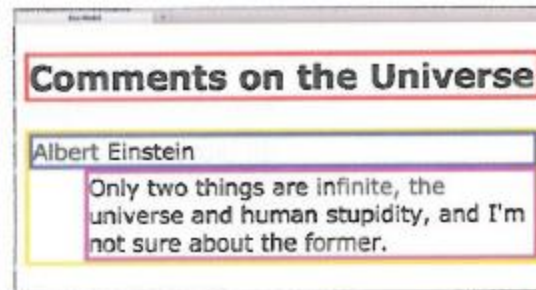 Comments on the Universe
Albert Einstein
Only two things are infinite, the
universe and human stupidity, and I'm
not sure about the former.